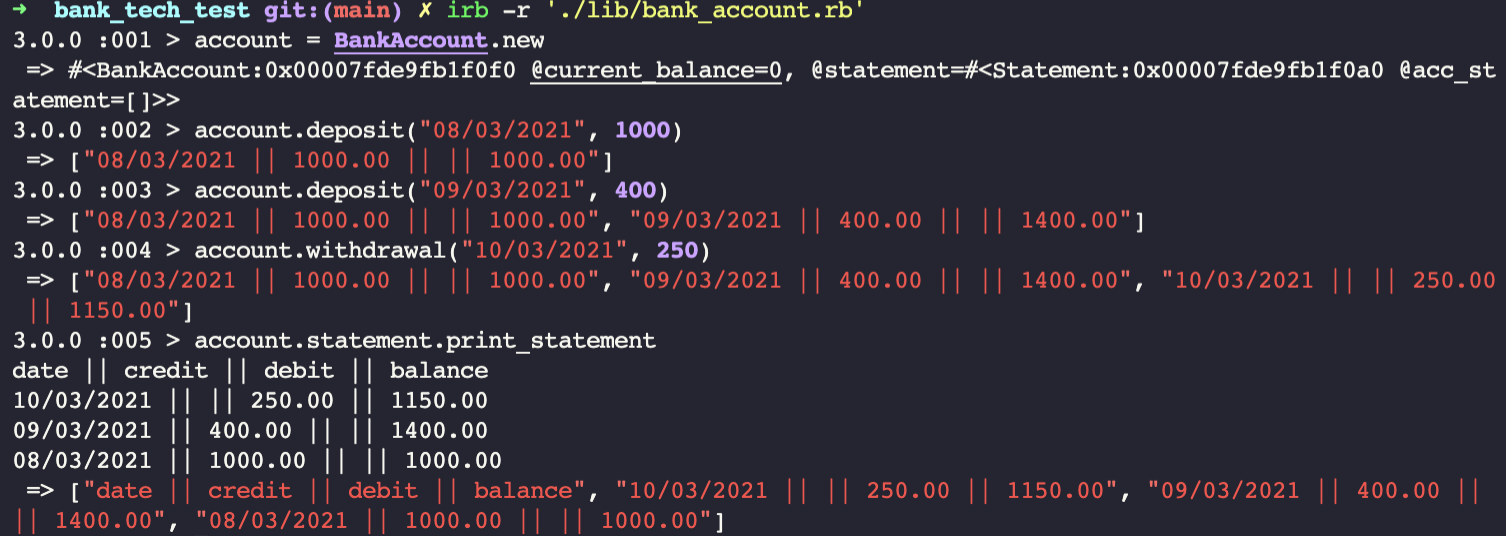 ➜  bank_tech_test git:(main) ✗ irb -r './lib/bank_account.rb'
3.0.0 :001 > account = BankAccount.new
 => #<BankAccount:0x00007fde9fb1f0f0 @current_balance=0, @statement=#<Statement:0x00007fde9fb1f0a0 @acc_st
atement=[]>>
3.0.0 :002 > account.deposit("08/03/2021", 1000)
 => ["08/03/2021 || 1000.00 || || 1000.00"]
3.0.0 :003 > account.deposit("09/03/2021", 400)
 => ["08/03/2021 || 1000.00 || || 1000.00", "09/03/2021 || 400.00 || || 1400.00"]
3.0.0 :004 > account.withdrawal("10/03/2021", 250)
 => ["08/03/2021 || 1000.00 || || 1000.00", "09/03/2021 || 400.00 || || 1400.00", "10/03/2021 || || 250.00
 || 1150.00"]
3.0.0 :005 > account.statement.print_statement
date || credit || debit || balance
10/03/2021 || || 250.00 || 1150.00
09/03/2021 || 400.00 || || 1400.00
08/03/2021 || 1000.00 || || 1000.00
 => ["date || credit || debit || balance", "10/03/2021 || || 250.00 || 1150.00", "09/03/2021 || 400.00 ||
|| 1400.00", "08/03/2021 || 1000.00 || || 1000.00"]